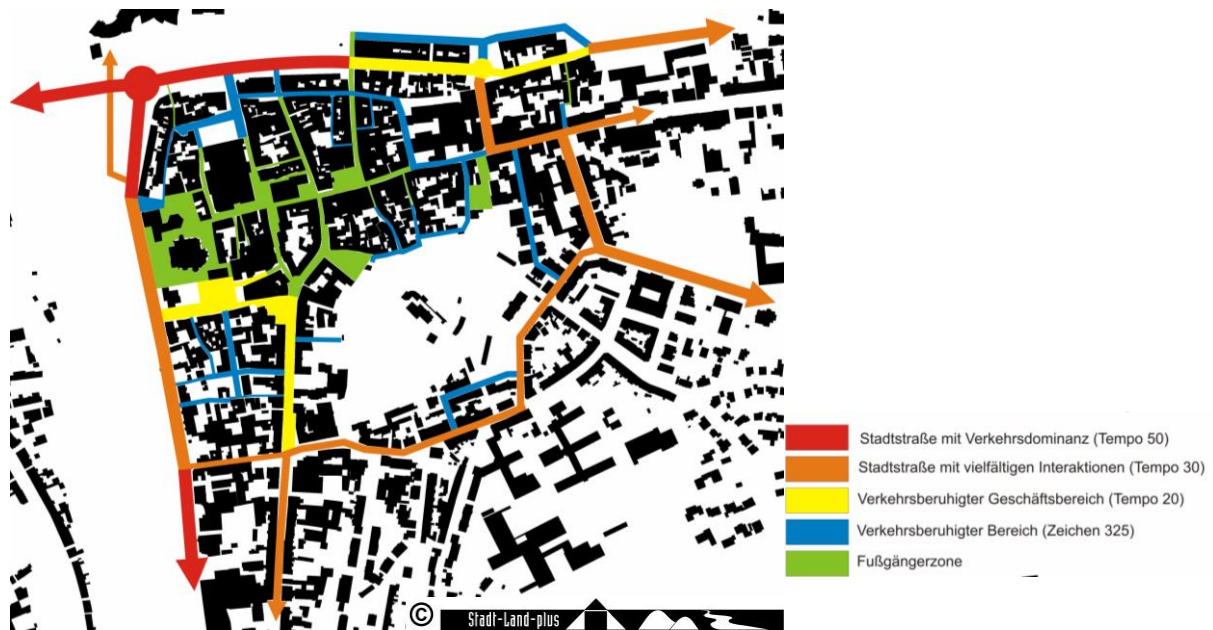 Stadtstraße mit Verkehrsdominanz (Tempo 50)
Stadtstraße mit vielfältigen Interaktionen (Tempo 30)
Verkehrsberuhigter Geschäftsbereich (Tempo 20)
Verkehrsberuhigter Bereich (Zeichen 325)
Fußgängerzone
© Stadt-Land-plus